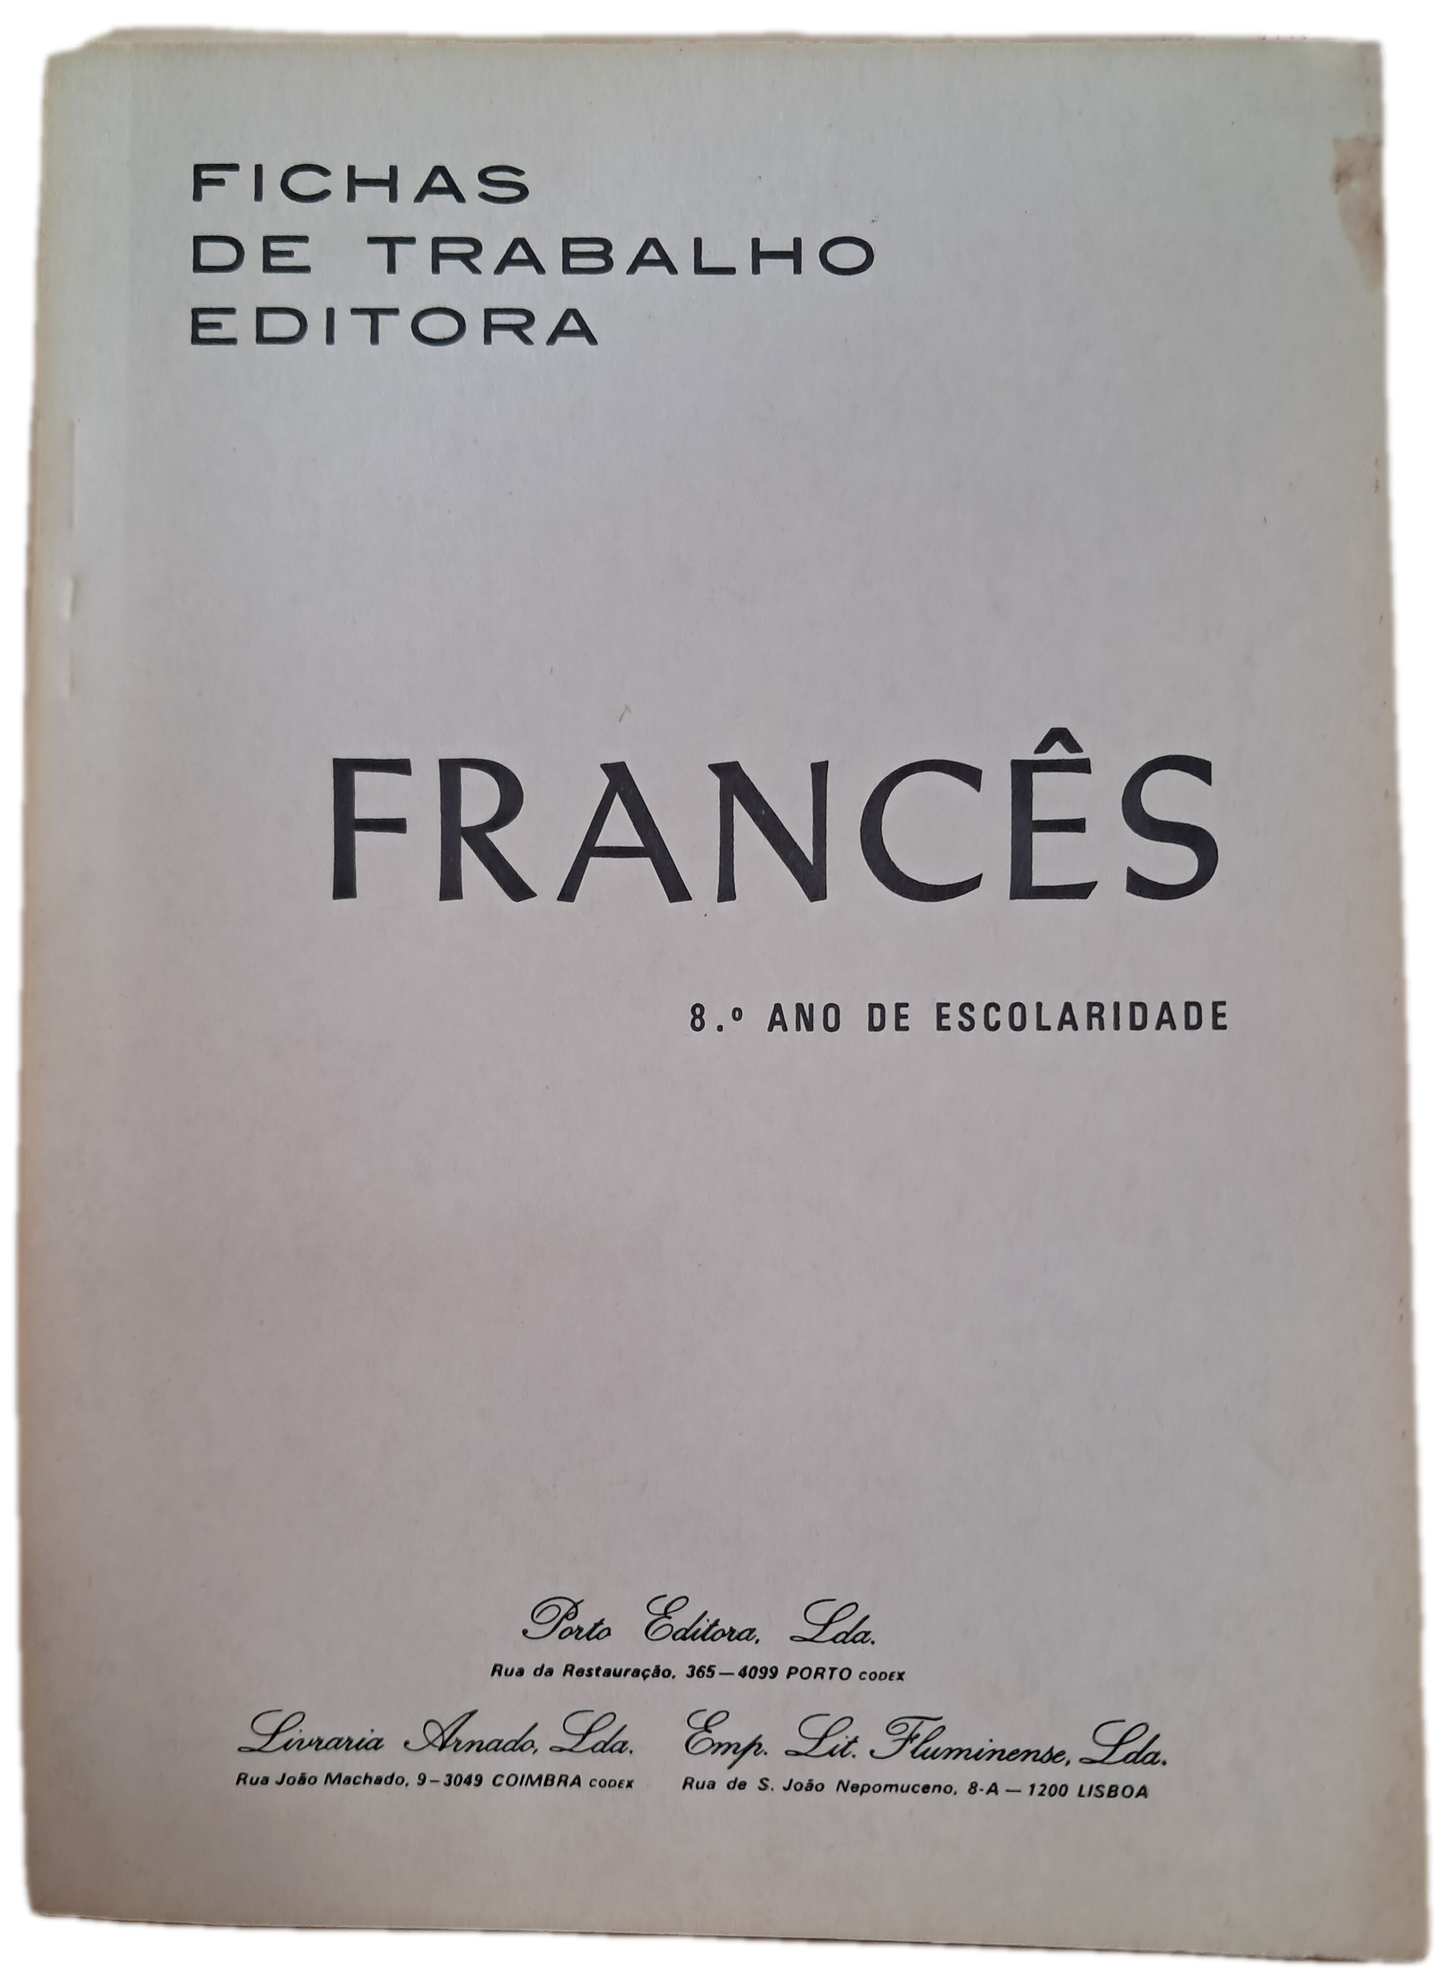 FICHAS
DE TRABALHO
EDITORA
FRANCÊS
8.º ANO DE ESCOLARIDADE
Porto Editora, Lda.
Rua da Restauração, 365—4099 PORTO CODEX
Livraria Arnado, Lda.
Rua João Machado, 9–3049 COIMBRA CODEX
Emp. Lit. Fluminense, Lda.
Rua de S. João Nepomuceno, 8-A — 1200 LISBOA